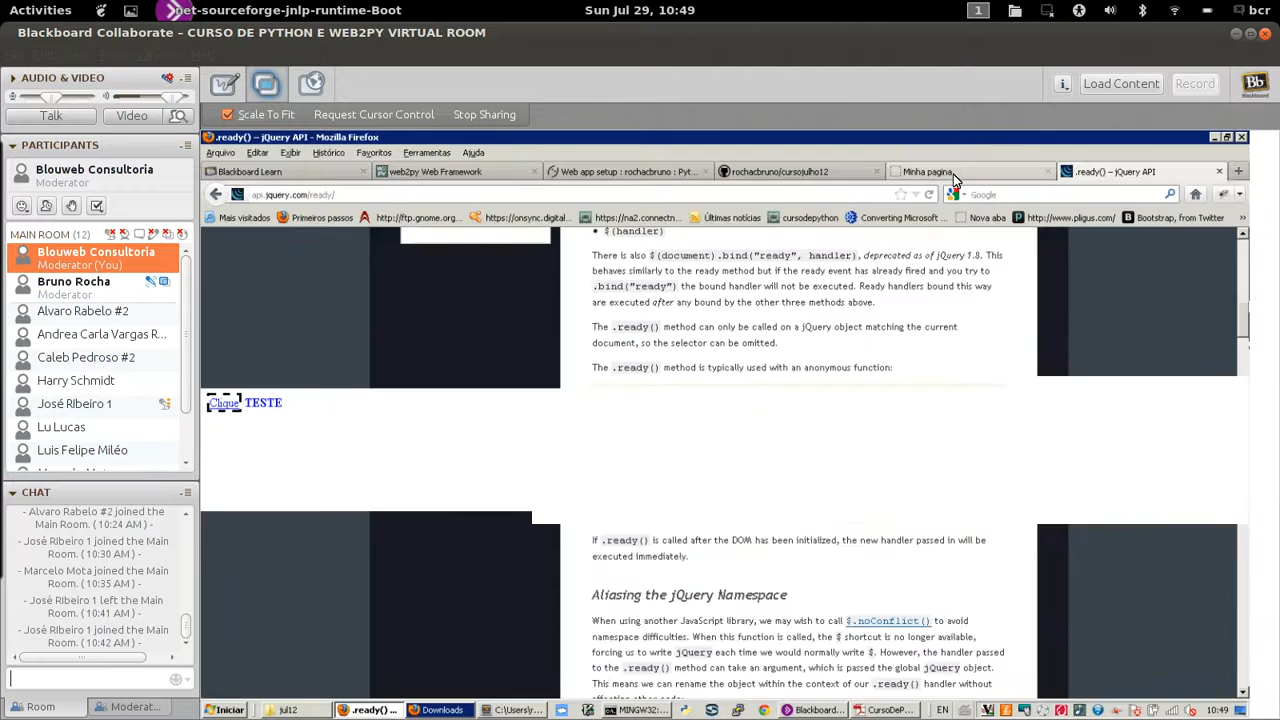 Activities
net-sourceforge-jnlp-runtime-Boot
Sun Jul 29, 10:49
1
bcr
Blackboard Collaborate – CURSO DE PYTHON E WEB2PY VIRTUAL ROOM
AUDIO & VIDEO
Talk
Video
Load Content
Record
Bb
Scale To Fit
Request Cursor Control
Stop Sharing
PARTICIPANTS
Blouweb Consultoria
Moderator
MAIN ROOM (12)
Blouweb Consultoria
Moderator (You)
Bruno Rocha
Moderator
Alvaro Rabelo #2
Andrea Carla Vargas R...
Caleb Pedroso #2
Harry Schmidt
José RIbeiro 1
Lu Lucas
Luis Felipe Miléo
CHAT
- Alvaro Rabelo #2 joined the
Main Room. ( 10:24 AM ) -
- José RIbeiro 1 joined the Main
Room. ( 10:30 AM ) -
- Marcelo Mota joined the Main
Room. ( 10:35 AM ) -
- José RIbeiro 1 left the Main
Room. ( 10:41 AM ) -
- José RIbeiro 1 joined the Main
Room. ( 10:42 AM ) -
Room
Moderat...
.ready() – jQuery API - Mozilla Firefox
Arquivo Editar Exibir Histórico Favoritos Ferramentas Ajuda
Blackboard Learn
web2py Web Framework
Web app setup : rochacbruno : Pyt...
rochacbruno/cursojulho12
Minha pagina
.ready() – jQuery API
api.jquery.com/ready/
Google
Mais visitados
Primeiros passos
http://ftp.gnome.org...
https://onsync.digital...
https://na2.connectn...
Últimas notícias
cursodepython
Converting Microsoft ...
Nova aba
http://www.pligus.com/
Bootstrap, from Twitter
$(handler)
There is also $(document).bind("ready", handler), deprecated as of jQuery 1.8. This
behaves similarly to the ready method but if the ready event has already fired and you try to
.bind("ready") the bound handler will not be executed. Ready handlers bound this way
are executed after any bound by the other three methods above.
The .ready() method can only be called on a jQuery object matching the current
document, so the selector can be omitted.
The .ready() method is typically used with an anonymous function:
Clique TESTE
If .ready() is called after the DOM has been initialized, the new handler passed in will be
executed immediately.
Aliasing the jQuery Namespace
When using another JavaScript library, we may wish to call $.noConflict() to avoid
namespace difficulties. When this function is called, the $ shortcut is no longer available,
forcing us to write jQuery each time we would normally write $. However, the handler passed
to the .ready() method can take an argument, which is passed the global jQuery object.
This means we can rename the object within the context of our .ready() handler without
Iniciar
jul12
.ready() ...
Downloads
C:\Users\r...
MINGW32:...
Blackboard...
CursoDeP...
EN
10:49